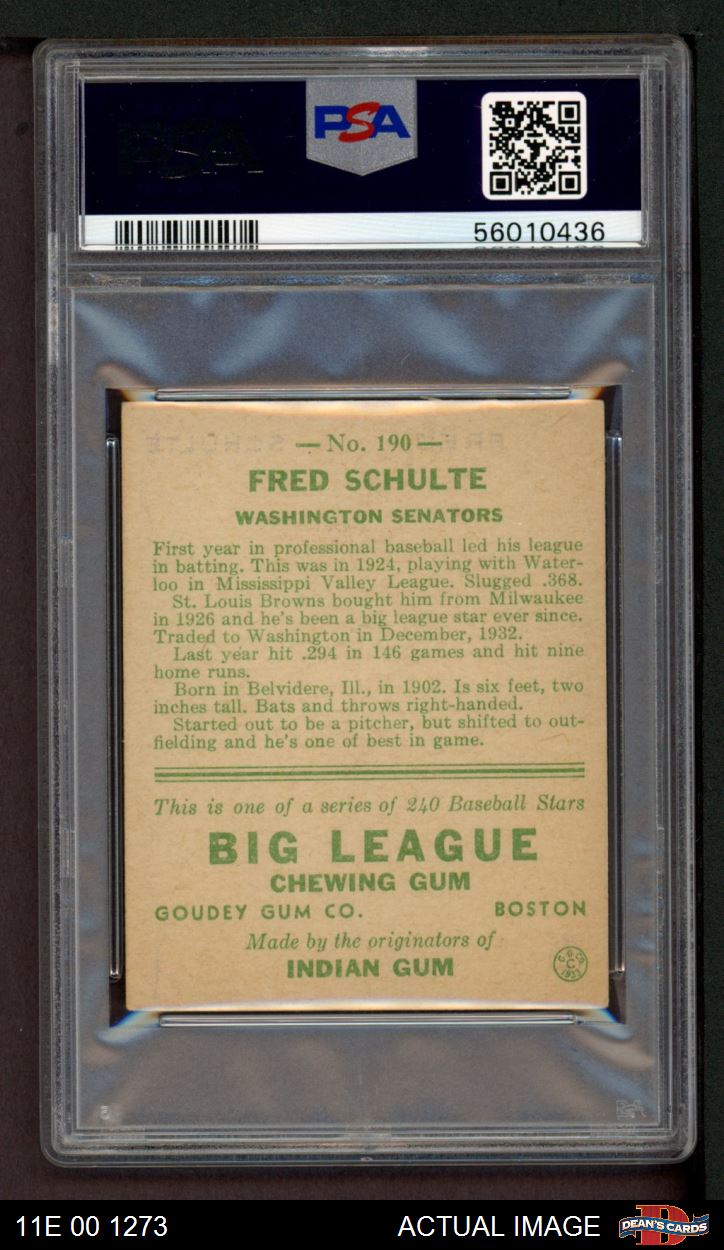 PSA
56010436
— No. 190 —
FRED SCHULTE
WASHINGTON SENATORS
First year in professional baseball led his league
in batting. This was in 1924, playing with Water-
loo in Mississippi Valley League. Slugged .368.
St. Louis Browns bought him from Milwaukee
in 1926 and he's been a big league star ever since.
Traded to Washington in December, 1932.
Last year hit .294 in 146 games and hit nine
home runs.
Born in Belvidere, Ill., in 1902. Is six feet, two
inches tall. Bats and throws right-handed.
Started out to be a pitcher, but shifted to out-
fielding and he's one of best in game.
This is one of a series of 240 Baseball Stars
BIG LEAGUE
CHEWING GUM
GOUDEY GUM CO. BOSTON
Made by the originators of
INDIAN GUM
11E 00 1273 ACTUAL IMAGE DEAN'S CARDS